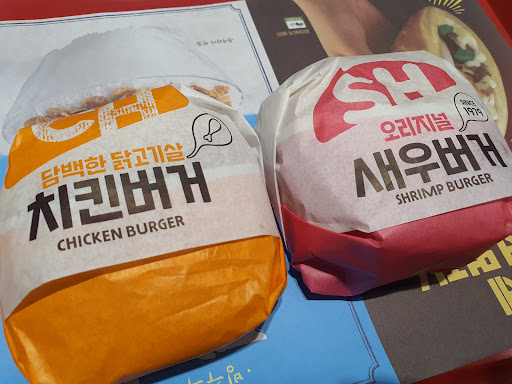 CH
담백한 닭고기살
치킨버거
CHICKEN BURGER
SH
오리지널
SINCE
1979
새우버거
SHRIMP BURGER